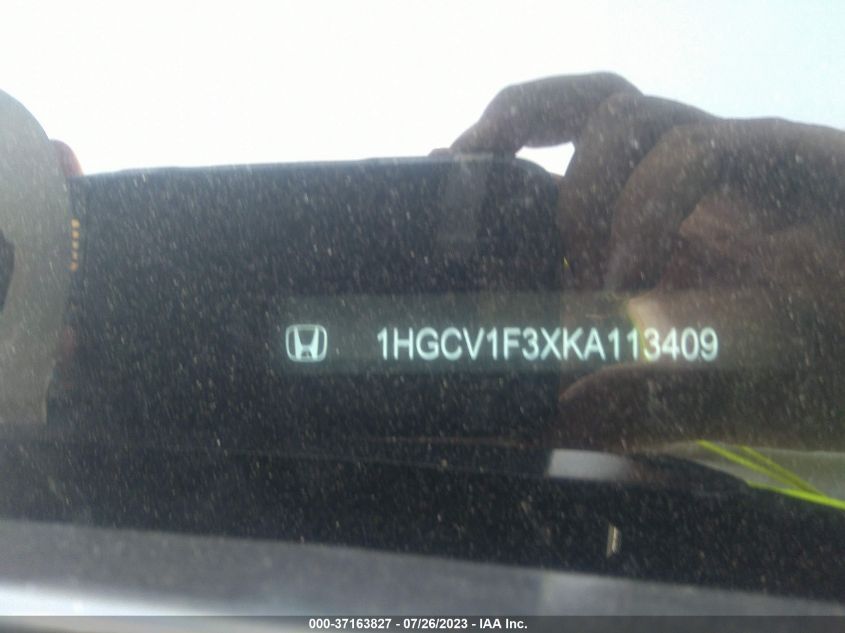 1HGCV1F3XKA113409
000-37163827 - 07/26/2023 - IAA Inc.